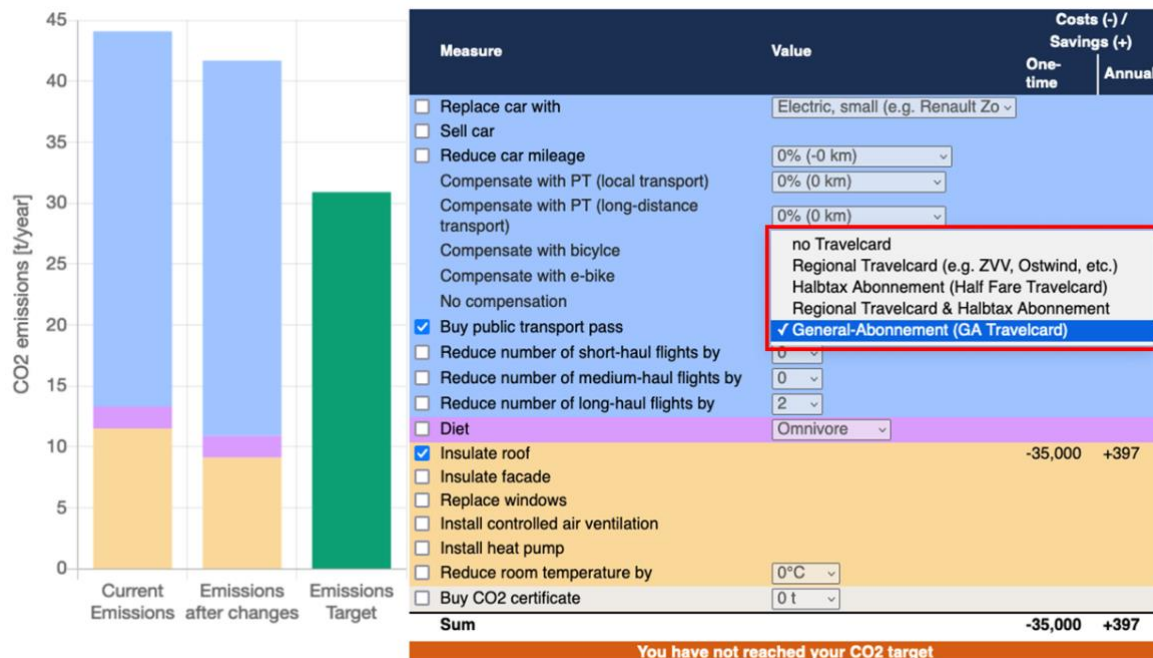 45
40
35
30
25
20
15
10
5
0
CO2 emissions [t/year]
Current Emissions
Emissions after changes
Emissions Target
Measure Value Costs (-) / Savings (+)
One-time Annual
Replace car with Electric, small (e.g. Renault Zo
Sell car
Reduce car mileage 0% (-0 km)
Compensate with PT (local transport) 0% (0 km)
Compensate with PT (long-distance transport) 0% (0 km)
Compensate with bicylce
Compensate with e-bike
No compensation
no Travelcard
Regional Travelcard (e.g. ZVV, Ostwind, etc.)
Halbtax Abonnement (Half Fare Travelcard)
Regional Travelcard & Halbtax Abonnement
✓ General-Abonnement (GA Travelcard)
Buy public transport pass
Reduce number of short-haul flights by 0
Reduce number of medium-haul flights by 0
Reduce number of long-haul flights by 2
Diet Omnivore
Insulate roof -35,000 +397
Insulate facade
Replace windows
Install controlled air ventilation
Install heat pump
Reduce room temperature by 0°C
Buy CO2 certificate 0 t
Sum -35,000 +397
You have not reached your CO2 target